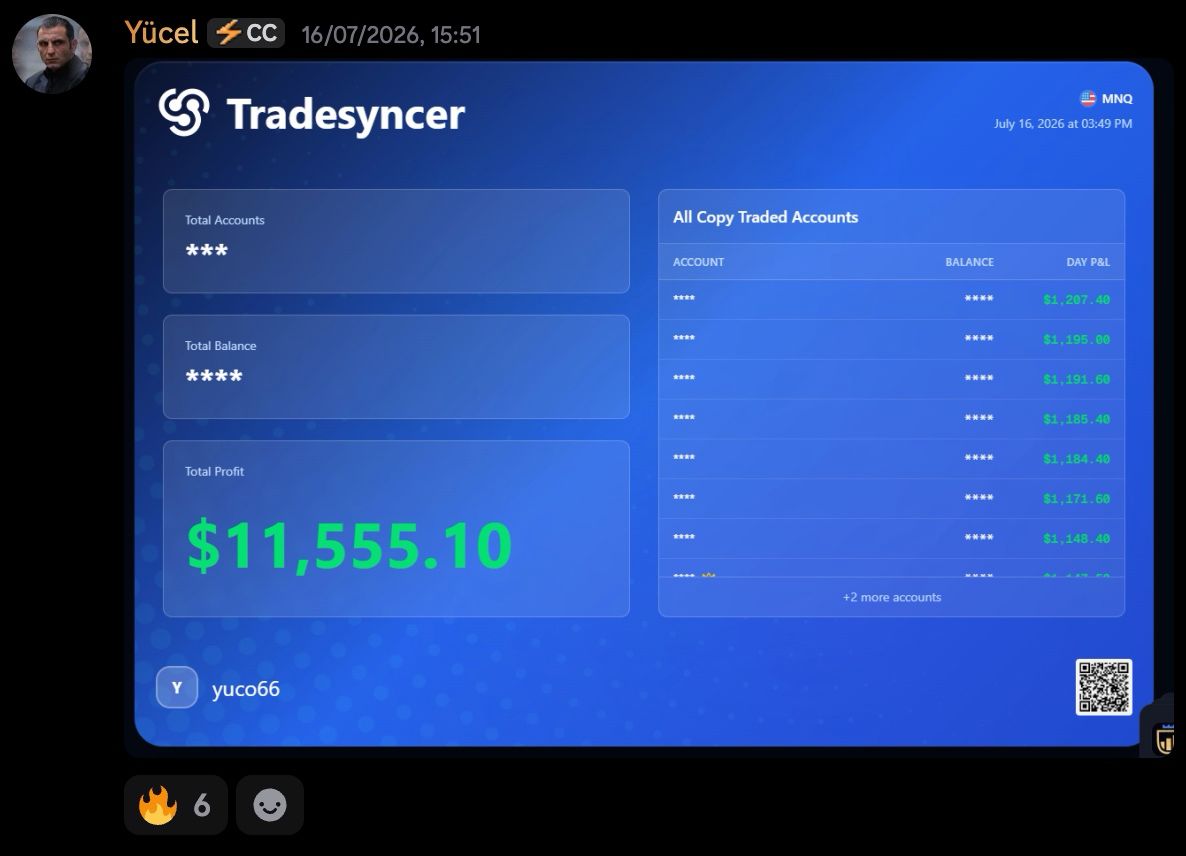 Yücel ⚡CC 16/07/2026, 15:51
Tradesyncer
MNQ
July 16, 2026 at 03:49 PM
Total Accounts
***
Total Balance
****
Total Profit
$11,555.10
All Copy Traded Accounts
ACCOUNT BALANCE DAY P&L
**** **** $1,207.40
**** **** $1,195.00
**** **** $1,191.60
**** **** $1,185.40
**** **** $1,184.40
**** **** $1,171.60
**** **** $1,148.40
+2 more accounts
Y yuco66
🔥 6